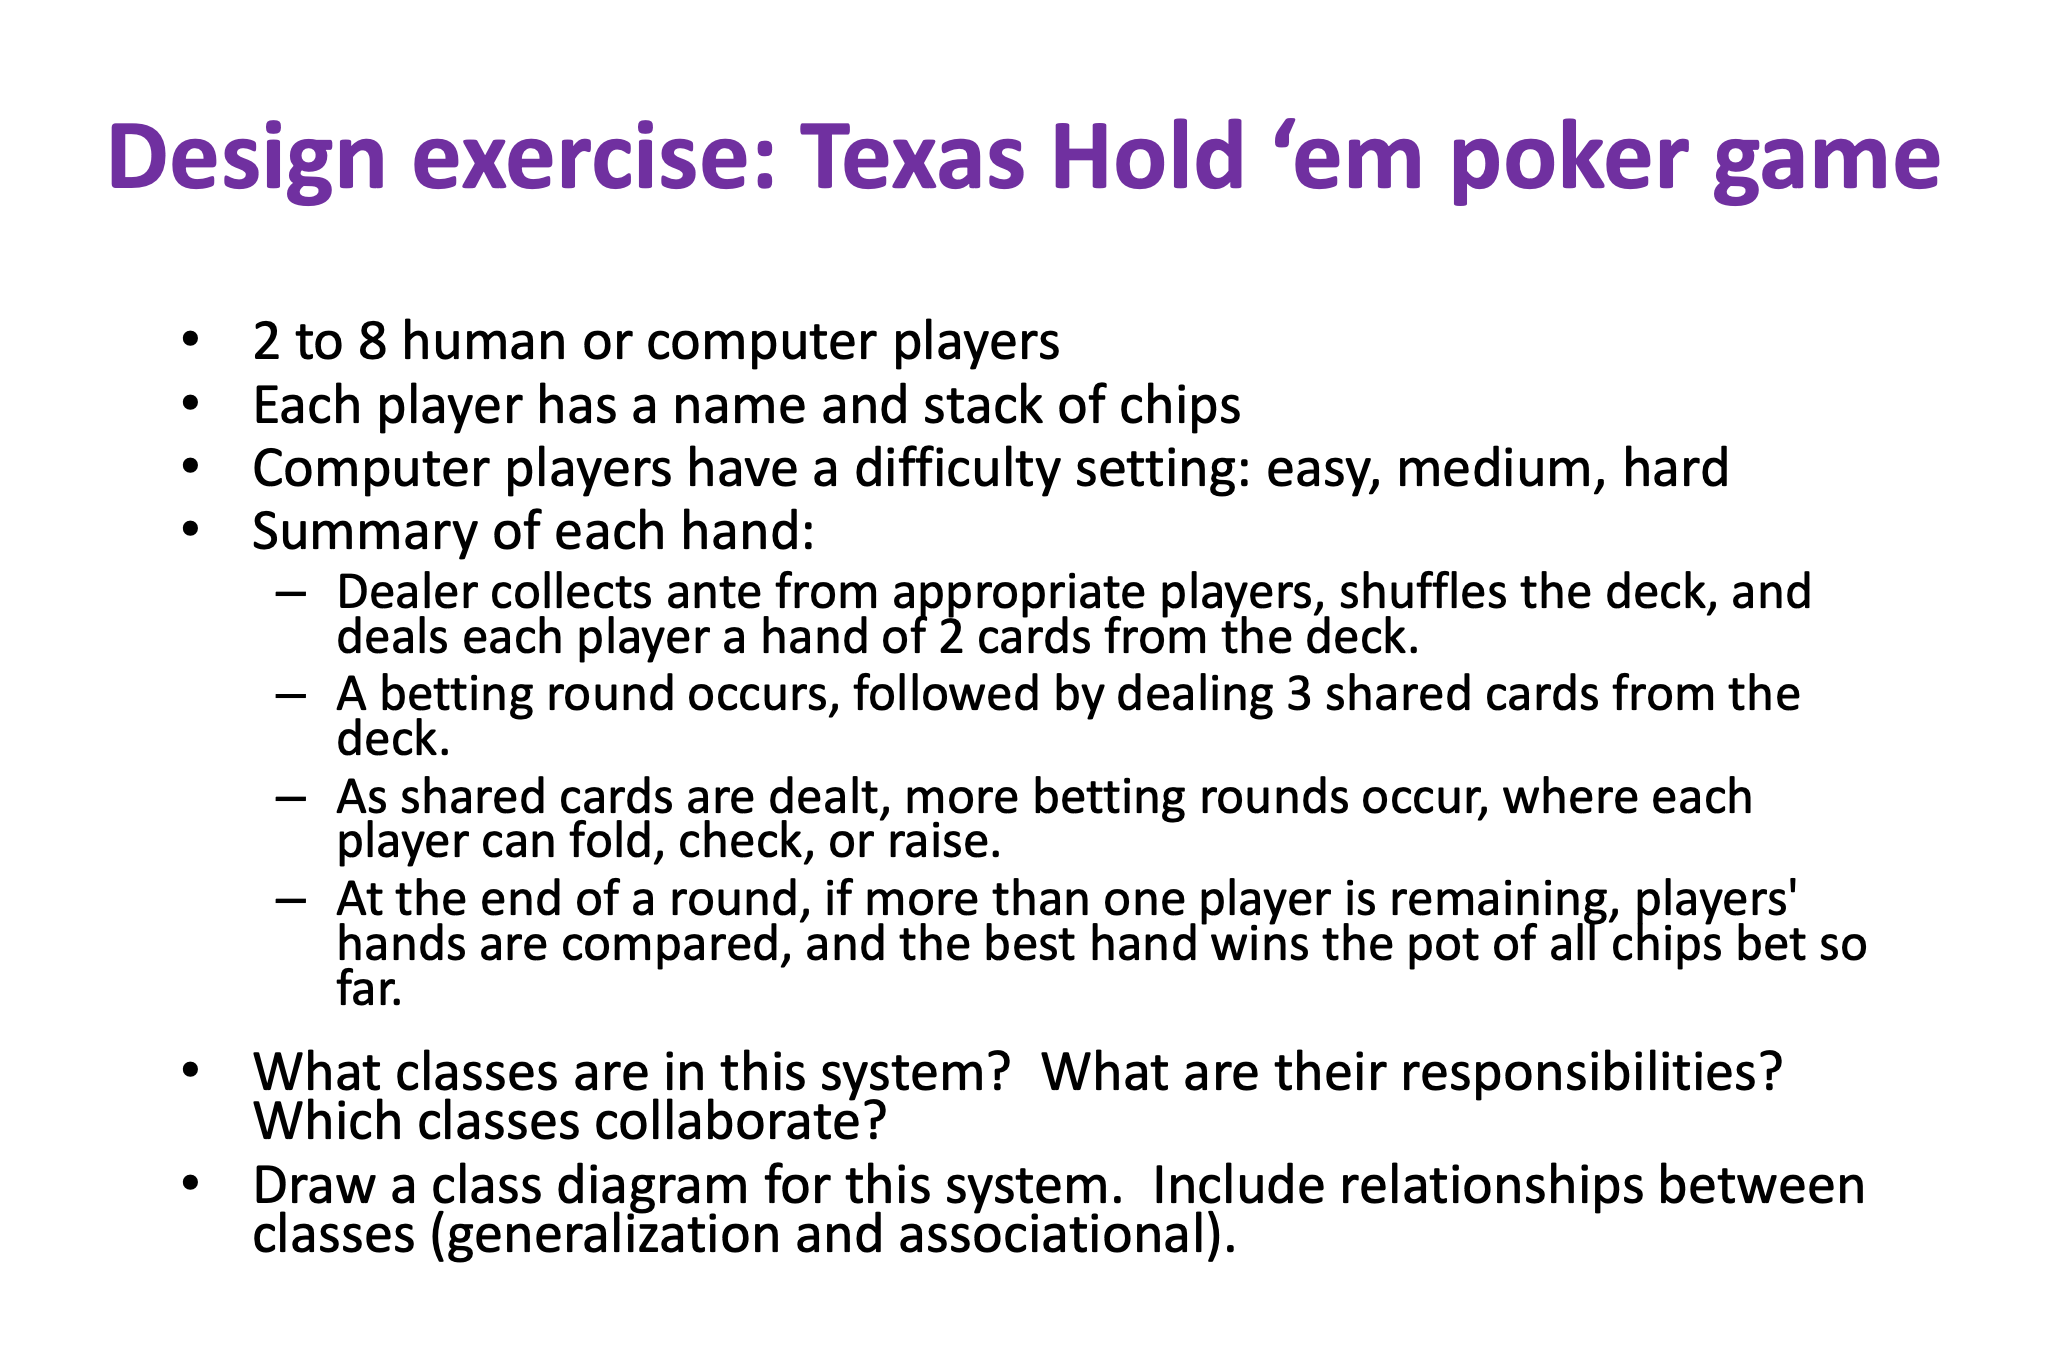 Design exercise: Texas Hold ‘em poker game
• 2 to 8 human or computer players
• Each player has a name and stack of chips
• Computer players have a difficulty setting: easy, medium, hard
• Summary of each hand:
– Dealer collects ante from appropriate players, shuffles the deck, and
deals each player a hand of 2 cards from the deck.
– A betting round occurs, followed by dealing 3 shared cards from the
deck.
– As shared cards are dealt, more betting rounds occur, where each
player can fold, check, or raise.
– At the end of a round, if more than one player is remaining, players'
hands are compared, and the best hand wins the pot of all chips bet so
far.
• What classes are in this system?  What are their responsibilities?
Which classes collaborate?
• Draw a class diagram for this system.  Include relationships between
classes (generalization and associational).